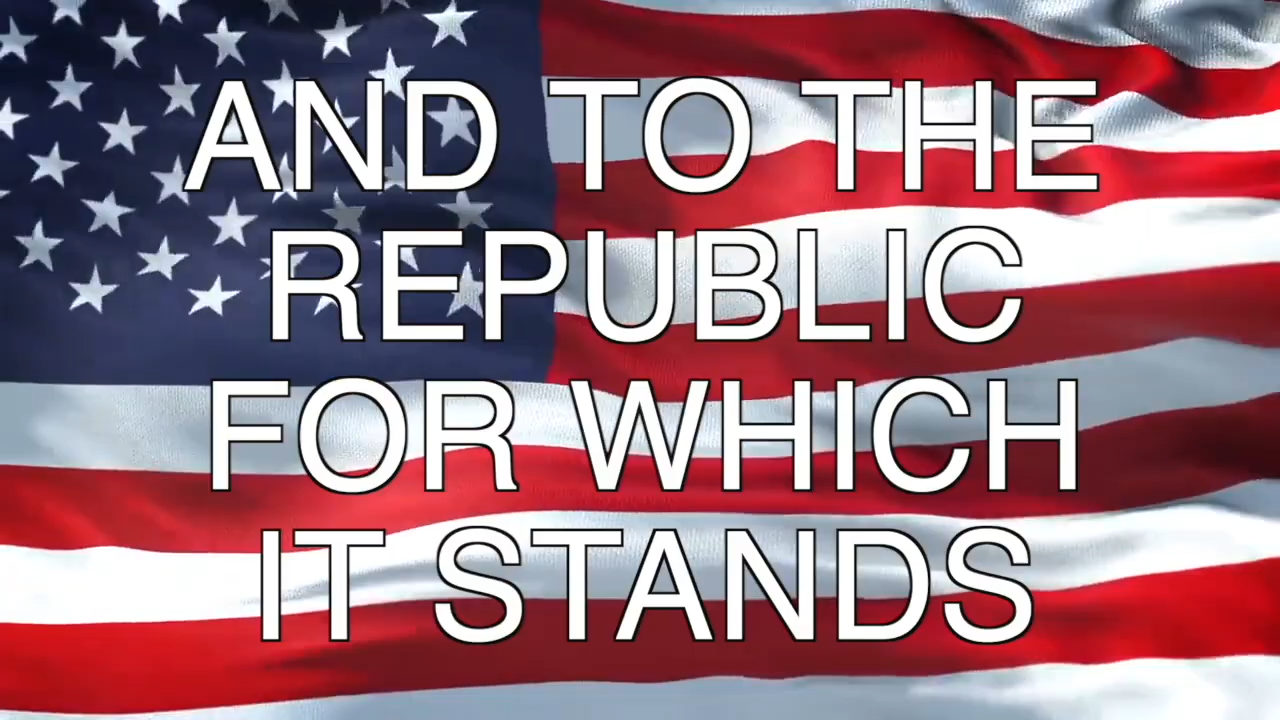 AND TO THE
REPUBLIC
FOR WHICH
IT STANDS